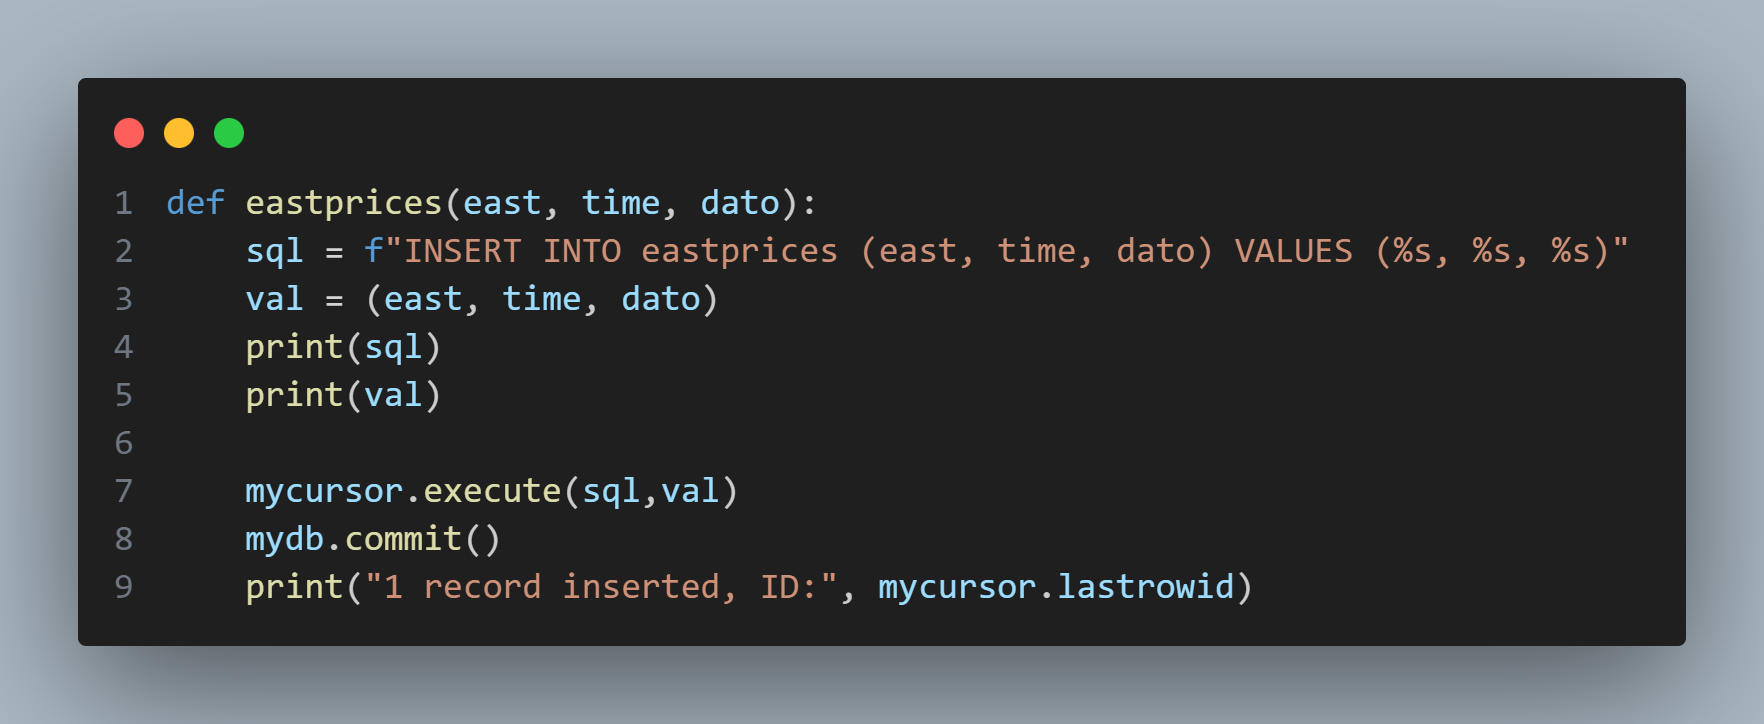 1 def eastprices(east, time, dato):
2     sql = f"INSERT INTO eastprices (east, time, dato) VALUES (%s, %s, %s)"
3     val = (east, time, dato)
4     print(sql)
5     print(val)
6
7     mycursor.execute(sql,val)
8     mydb.commit()
9     print("1 record inserted, ID:", mycursor.lastrowid)